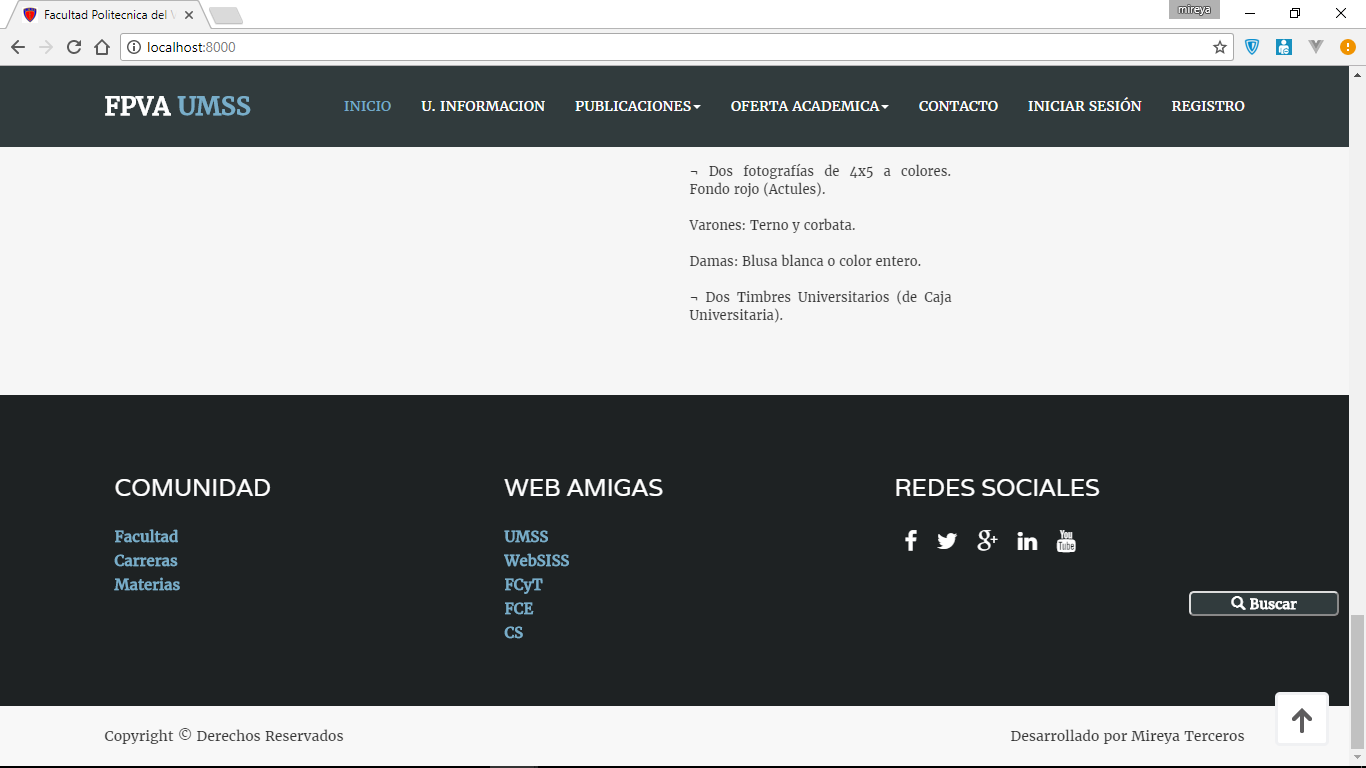 Facultad Politecnica del V
mireya
localhost:8000
FPVA UMSS
INICIO
U. INFORMACION
PUBLICACIONES
OFERTA ACADEMICA
CONTACTO
INICIAR SESIÓN
REGISTRO
¬ Dos fotografías de 4x5 a colores.
Fondo rojo (Actules).
Varones: Terno y corbata.
Damas: Blusa blanca o color entero.
¬ Dos Timbres Universitarios (de Caja
Universitaria).
COMUNIDAD
Facultad
Carreras
Materias
WEB AMIGAS
UMSS
WebSISS
FCyT
FCE
CS
REDES SOCIALES
You
Tube
Buscar
Copyright © Derechos Reservados
Desarrollado por Mireya Terceros